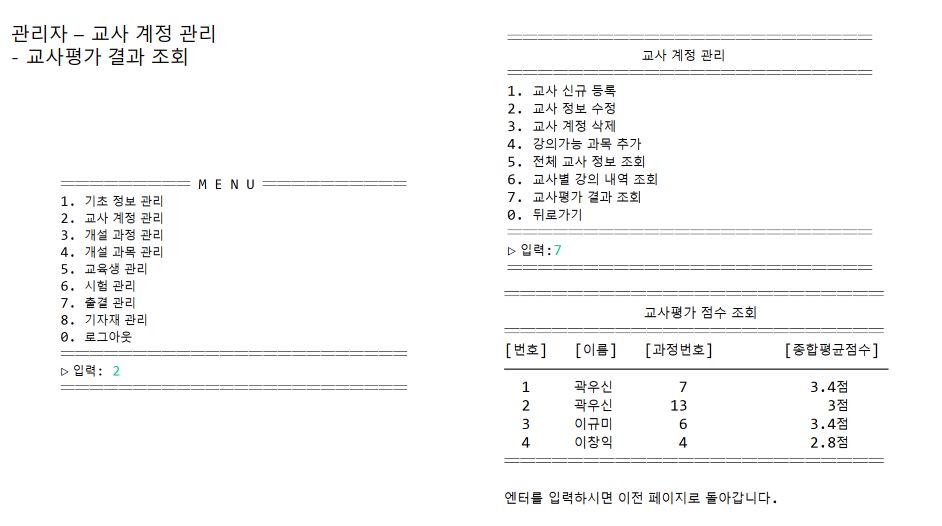 관리자 – 교사 계정 관리
- 교사평가 결과 조회
M E N U
1. 기초 정보 관리
2. 교사 계정 관리
3. 개설 과정 관리
4. 개설 과목 관리
5. 교육생 관리
6. 시험 관리
7. 출결 관리
8. 기자재 관리
0. 로그아웃
▷입력: 2
교사 계정 관리
1. 교사 신규 등록
2. 교사 정보 수정
3. 교사 계정 삭제
4. 강의가능 과목 추가
5. 전체 교사 정보 조회
6. 교사별 강의 내역 조회
7. 교사평가 결과 조회
0. 뒤로가기
▷입력:7
교사평가 점수 조회
[번호] [이름] [과정번호] [종합평균점수]
1 곽우신 7 3.4점
2 곽우신 13 3점
3 이규미 6 3.4점
4 이창익 4 2.8점
엔터를 입력하시면 이전 페이지로 돌아갑니다.